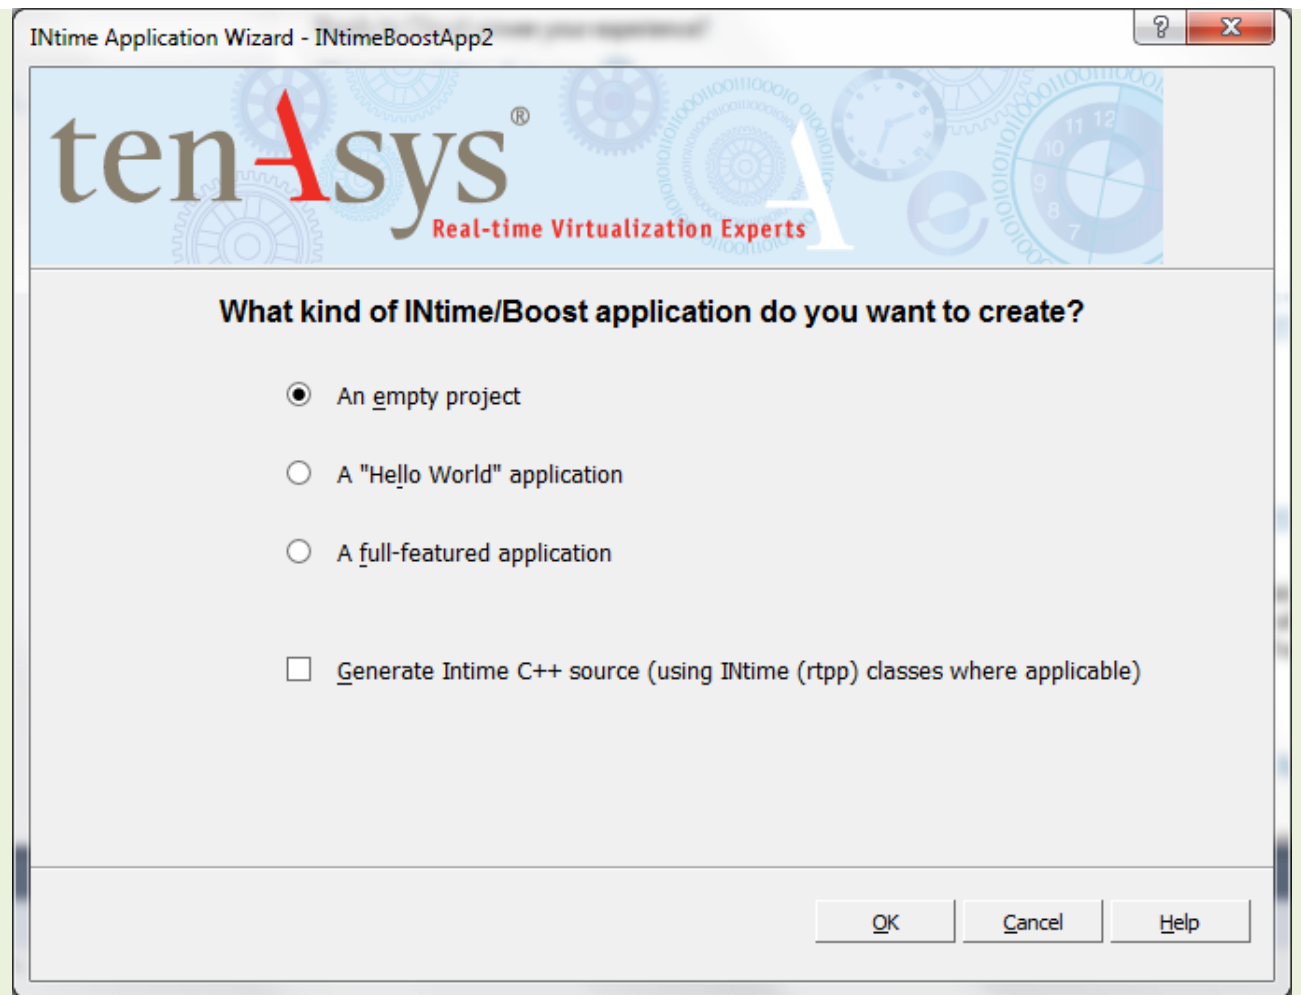 INtime Application Wizard - INtimeBoostApp2
tenAsys®
Real-time Virtualization Experts
What kind of INtime/Boost application do you want to create?
An empty project
A "Hello World" application
A full-featured application
Generate Intime C++ source (using INtime (rtpp) classes where applicable)
OK Cancel Help